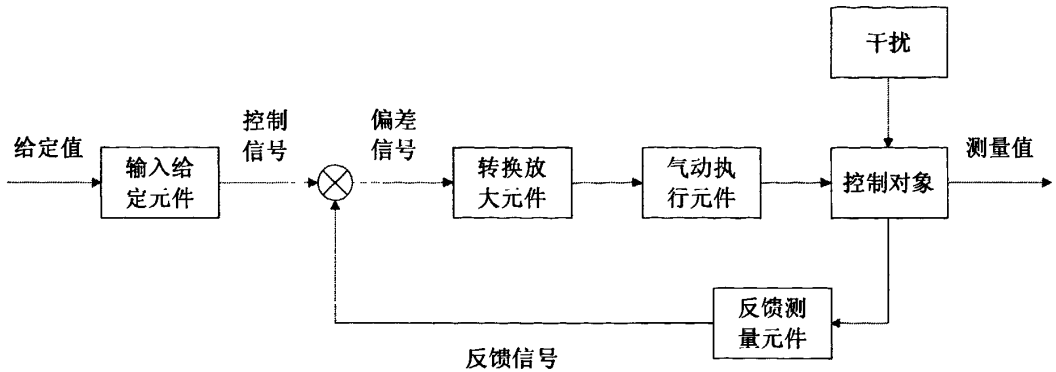 干扰
给定值
输入给
定元件
控制
信号
偏差
信号
转换放
大元件
气动执
行元件
控制对象
测量值
反馈测
量元件
反馈信号